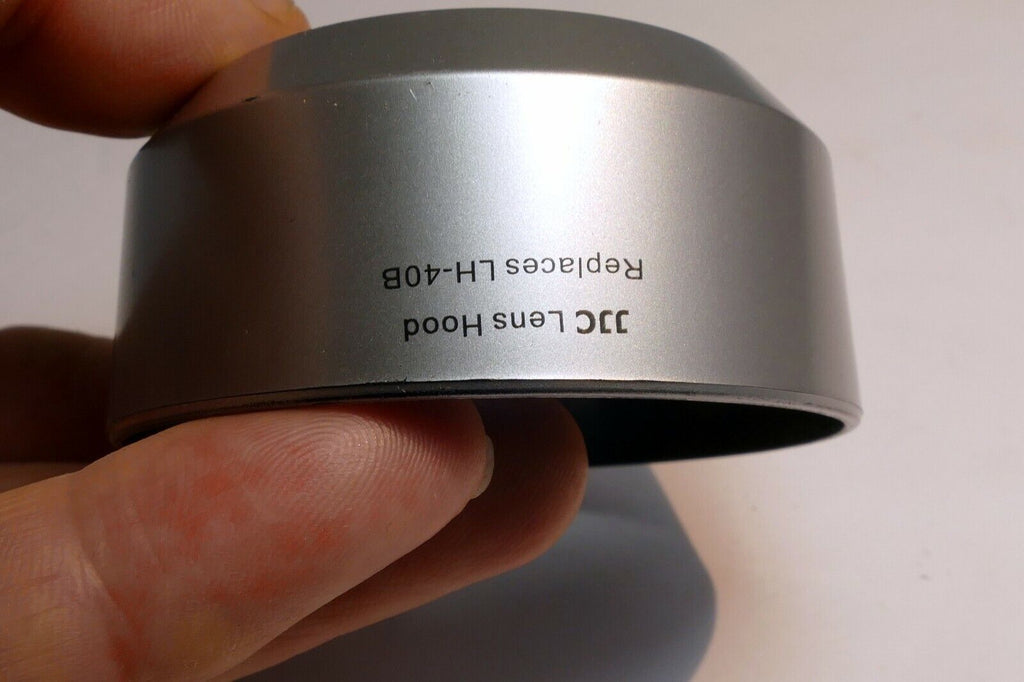 JJC Lens Hood
Replaces LH-40B